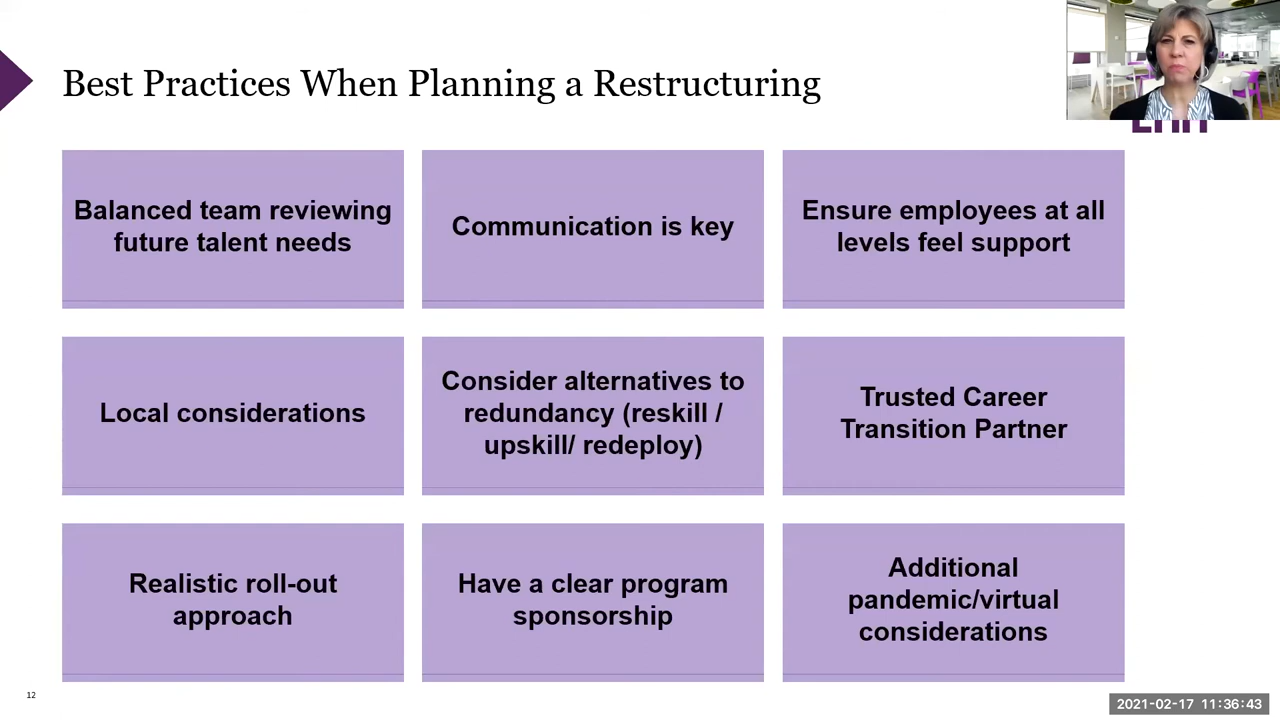 Best Practices When Planning a Restructuring
Balanced team reviewing
future talent needs
Communication is key
Ensure employees at all
levels feel support
Local considerations
Consider alternatives to
redundancy (reskill /
upskill/ redeploy)
Trusted Career
Transition Partner
Realistic roll-out
approach
Have a clear program
sponsorship
Additional
pandemic/virtual
considerations
12
2021-02-17 11:36:43